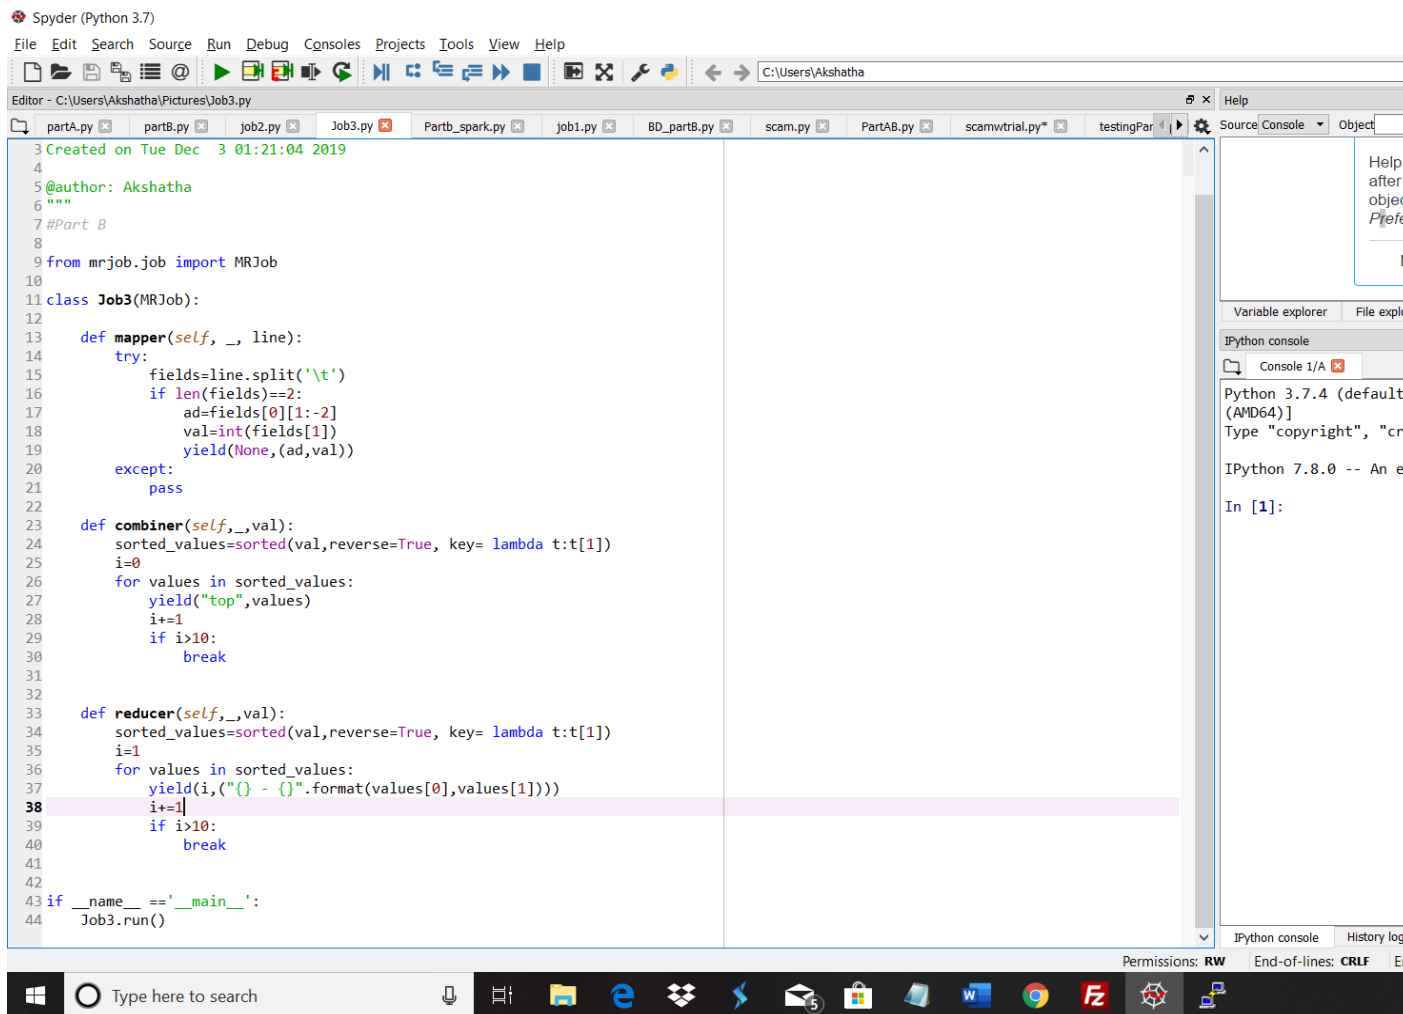 Spyder (Python 3.7)
File Edit Search Source Run Debug Consoles Projects Tools View Help
C:\Users\Akshatha
Editor - C:\Users\Akshatha\Pictures\Job3.py
Help
partA.py partB.py job2.py Job3.py Partb_spark.py job1.py BD_partB.py scam.py PartAB.py scamwtrial.py* testingPar
Source Console Object
3 Created on Tue Dec  3 01:21:04 2019
4
5 @author: Akshatha
6 """
7 #Part B
8
9 from mrjob.job import MRJob
10
11 class Job3(MRJob):
12
13     def mapper(self, _, line):
14         try:
15             fields=line.split('\t')
16             if len(fields)==2:
17                 ad=fields[0][1:-2]
18                 val=int(fields[1])
19                 yield(None,(ad,val))
20         except:
21             pass
22
23     def combiner(self,_,val):
24         sorted_values=sorted(val,reverse=True, key= lambda t:t[1])
25         i=0
26         for values in sorted_values:
27             yield("top",values)
28             i+=1
29             if i>10:
30                 break
31
32
33     def reducer(self,_,val):
34         sorted_values=sorted(val,reverse=True, key= lambda t:t[1])
35         i=1
36         for values in sorted_values:
37             yield(i,("{} - {}".format(values[0],values[1])))
38             i+=1
39             if i>10:
40                 break
41
42
43 if __name__ =='__main__':
44     Job3.run()
Help
after
objec
Prefe
Variable explorer File expl
IPython console
Console 1/A
Python 3.7.4 (default
(AMD64)]
Type "copyright", "cr
IPython 7.8.0 -- An e
In [1]:
IPython console History log
Permissions: RW End-of-lines: CRLF E
Type here to search
5